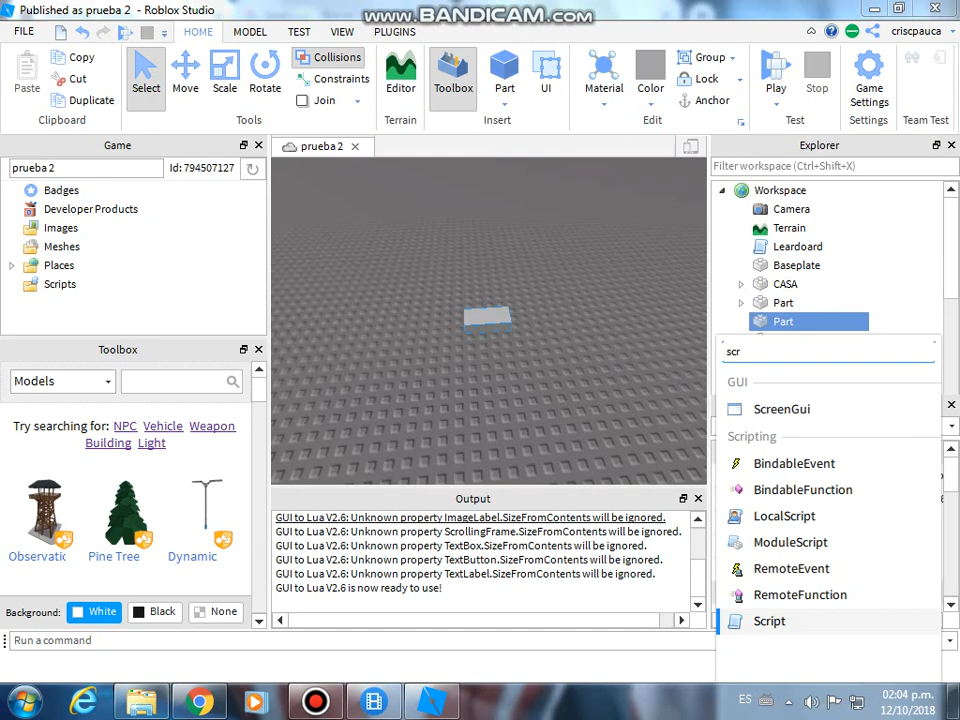 Published as prueba 2 - Roblox Studio
www.BANDICAM.com
FILE
HOME
MODEL
TEST
VIEW
PLUGINS
criscpauca
Paste
Copy
Cut
Duplicate
Clipboard
Select
Move
Scale
Rotate
Collisions
Constraints
Join
Tools
Editor
Terrain
Toolbox
Part
UI
Insert
Material
Color
Group
Lock
Anchor
Edit
Play
Stop
Test
Game
Settings
Settings
Team Test
Game
prueba 2
Id: 794507127
Badges
Developer Products
Images
Meshes
Places
Scripts
Toolbox
Models
Try searching for: NPC Vehicle Weapon
Building Light
Observatic
Pine Tree
Dynamic
Background:
White
Black
None
prueba 2
Output
GUI to Lua V2.6: Unknown property ImageLabel.SizeFromContents will be ignored.
GUI to Lua V2.6: Unknown property ScrollingFrame.SizeFromContents will be ignored.
GUI to Lua V2.6: Unknown property TextBox.SizeFromContents will be ignored.
GUI to Lua V2.6: Unknown property TextButton.SizeFromContents will be ignored.
GUI to Lua V2.6: Unknown property TextLabel.SizeFromContents will be ignored.
GUI to Lua V2.6 is now ready to use!
Run a command
Explorer
Filter workspace (Ctrl+Shift+X)
Workspace
Camera
Terrain
Leardoard
Baseplate
CASA
Part
Part
scr
GUI
ScreenGui
Scripting
BindableEvent
BindableFunction
LocalScript
ModuleScript
RemoteEvent
RemoteFunction
Script
ES
02:04 p.m.
12/10/2018